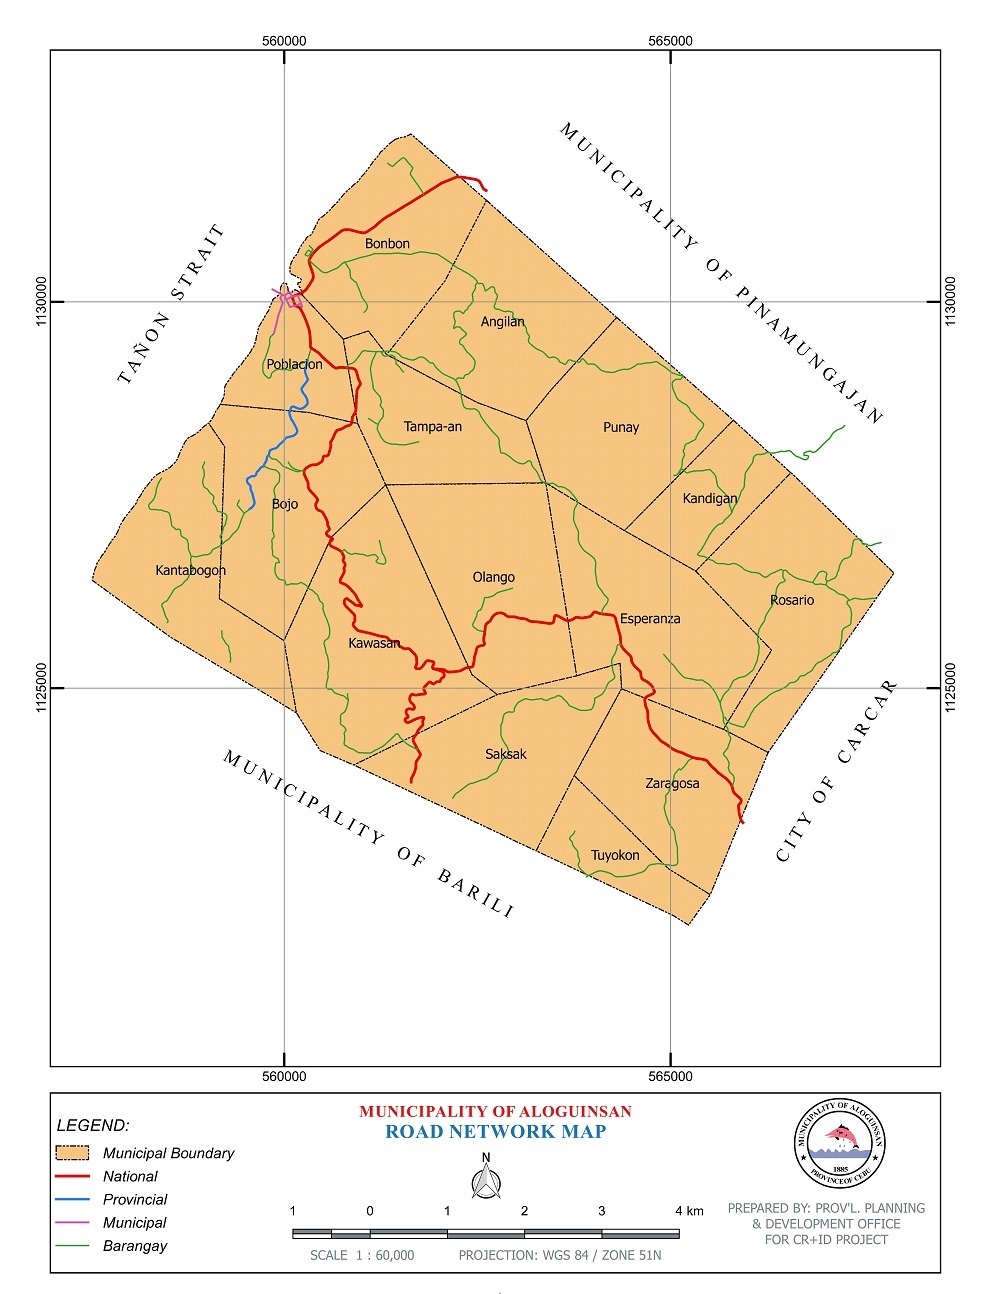 560000
565000
MUNICIPALITY OF PINAMUNGAJAN
TAÑON STRAIT
Bonbon
1130000
1130000
Angilan
Poblacion
Tampa-an
Punay
Kandigan
Bojo
Kantabogon
Olango
Rosario
Esperanza
Kawasan
1125000
1125000
CITY OF CARCAR
Saksak
MUNICIPALITY OF BARILI
Zaragosa
Tuyokon
560000
565000
LEGEND:
Municipal Boundary
National
Provincial
Municipal
Barangay
MUNICIPALITY OF ALOGUINSAN
ROAD NETWORK MAP
N
1 0 1 2 3 4 km
SCALE 1 : 60,000 PROJECTION: WGS 84 / ZONE 51N
MUNICIPALITY OF ALOGUINSAN
1885
PROVINCE OF CEBU
PREPARED BY: PROV'L. PLANNING
& DEVELOPMENT OFFICE
FOR CR+ID PROJECT